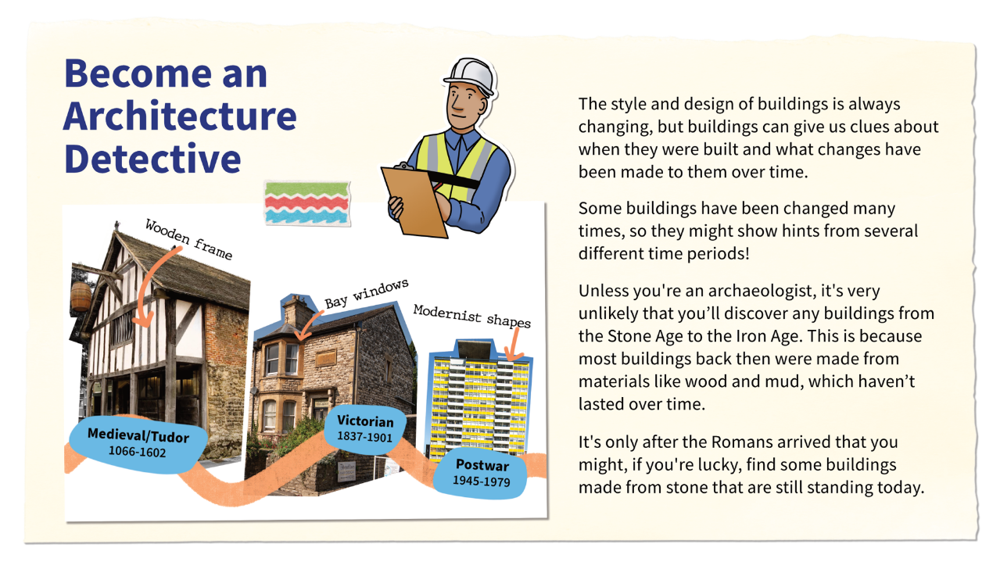 Become an
Architecture
Detective
Wooden frame
Bay windows
Modernist shapes
Medieval/Tudor
1066-1602
Victorian
1837-1901
Postwar
1945-1979
The style and design of buildings is always
changing, but buildings can give us clues about
when they were built and what changes have
been made to them over time.
Some buildings have been changed many
times, so they might show hints from several
different time periods!
Unless you're an archaeologist, it's very
unlikely that you’ll discover any buildings from
the Stone Age to the Iron Age. This is because
most buildings back then were made from
materials like wood and mud, which haven’t
lasted over time.
It's only after the Romans arrived that you
might, if you're lucky, find some buildings
made from stone that are still standing today.